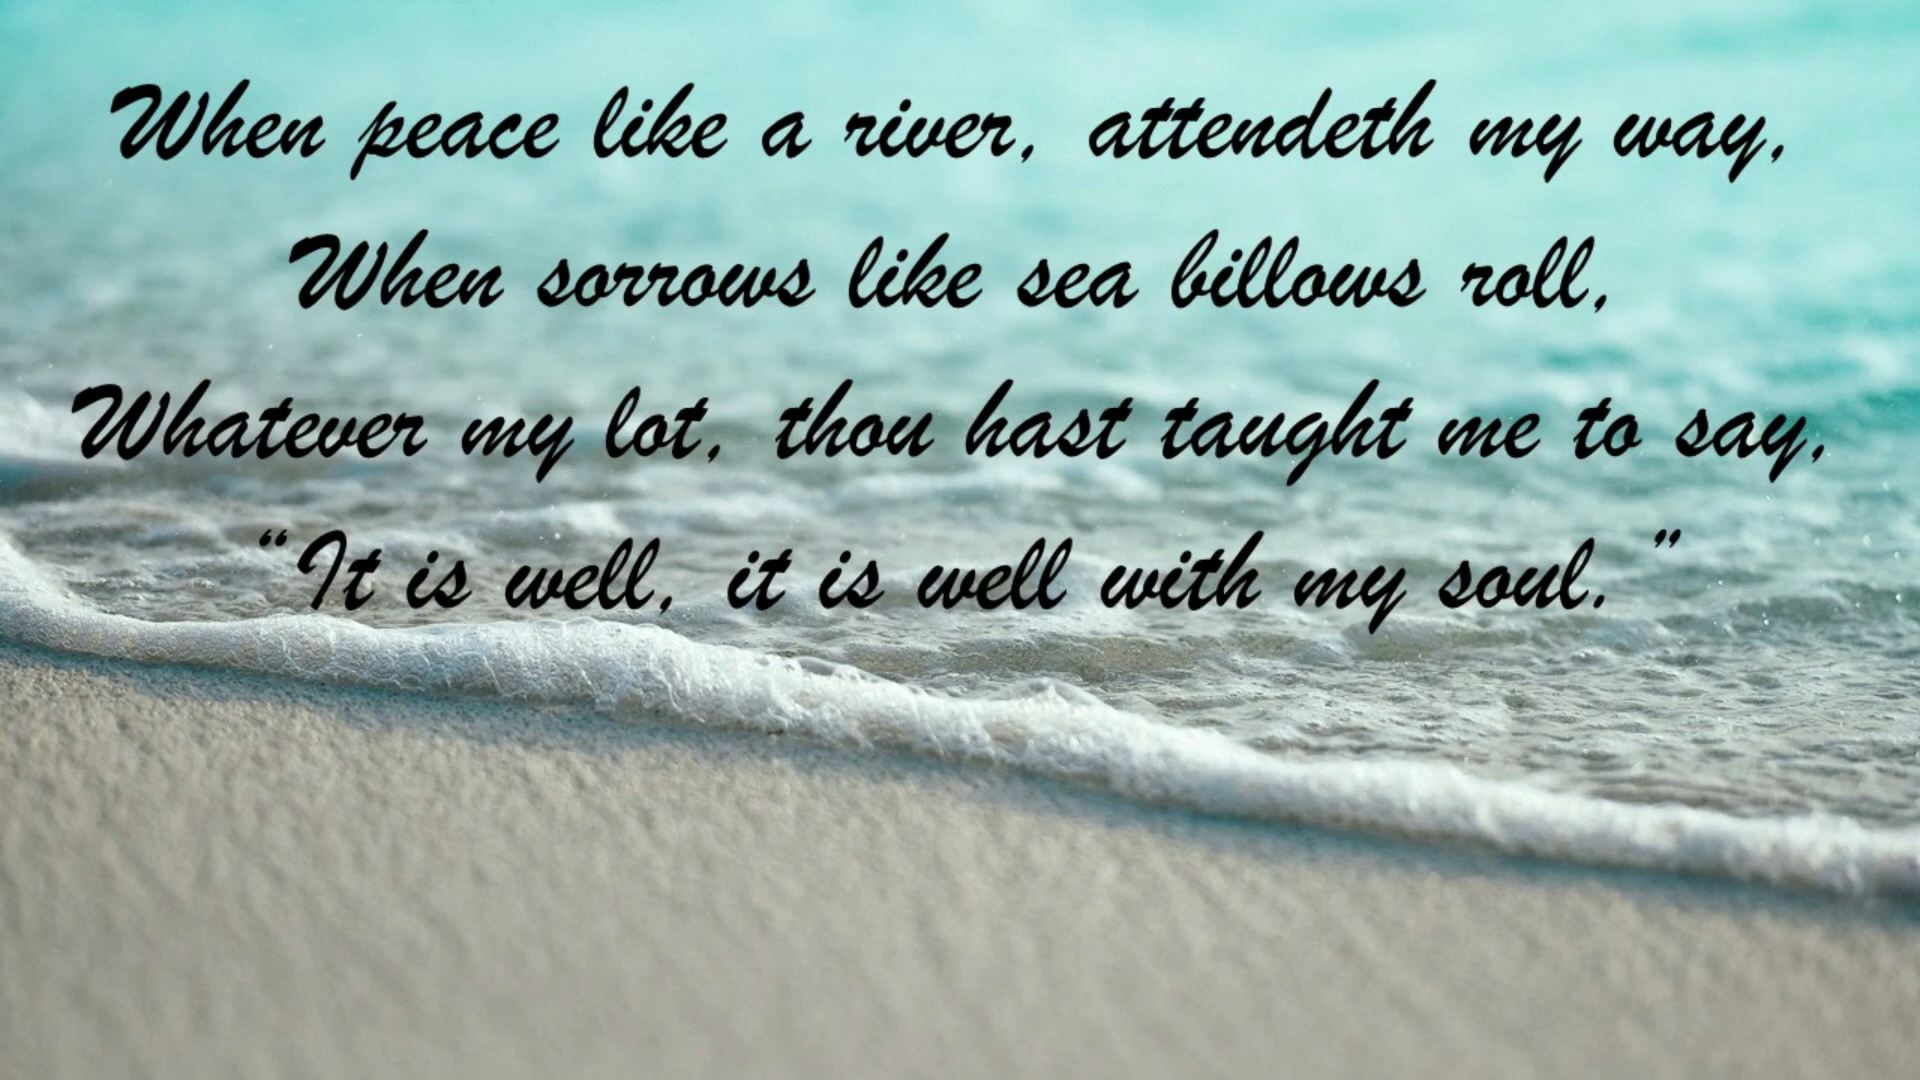 When peace like a river, attendeth my way,
When sorrows like sea billows roll,
Whatever my lot, thou hast taught me to say,
“It is well, it is well with my soul.”